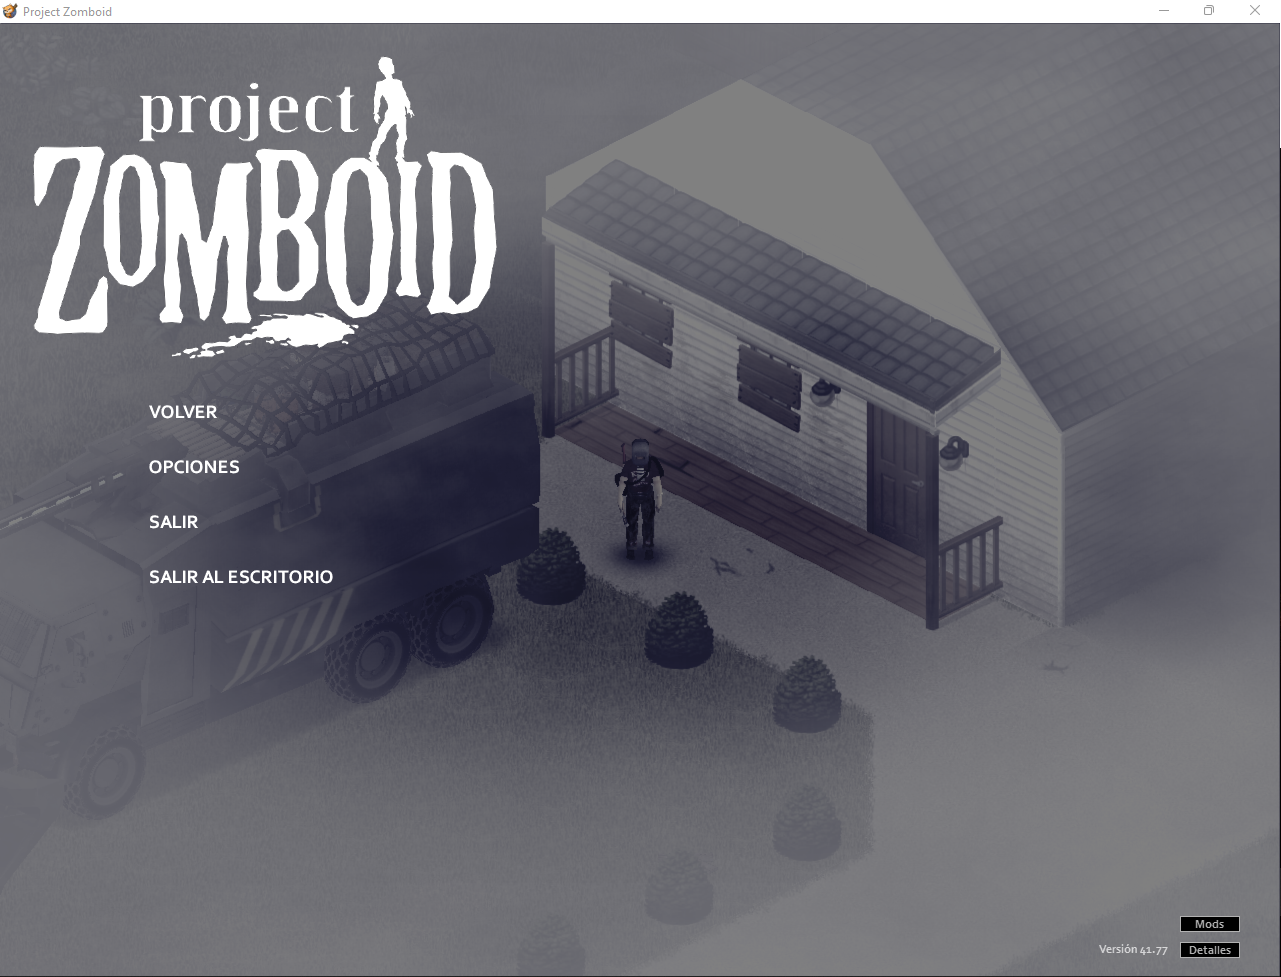 Project Zomboid
project
ZOMBOID
VOLVER
OPCIONES
SALIR
SALIR AL ESCRITORIO
Mods
Versión 41.77
Detalles